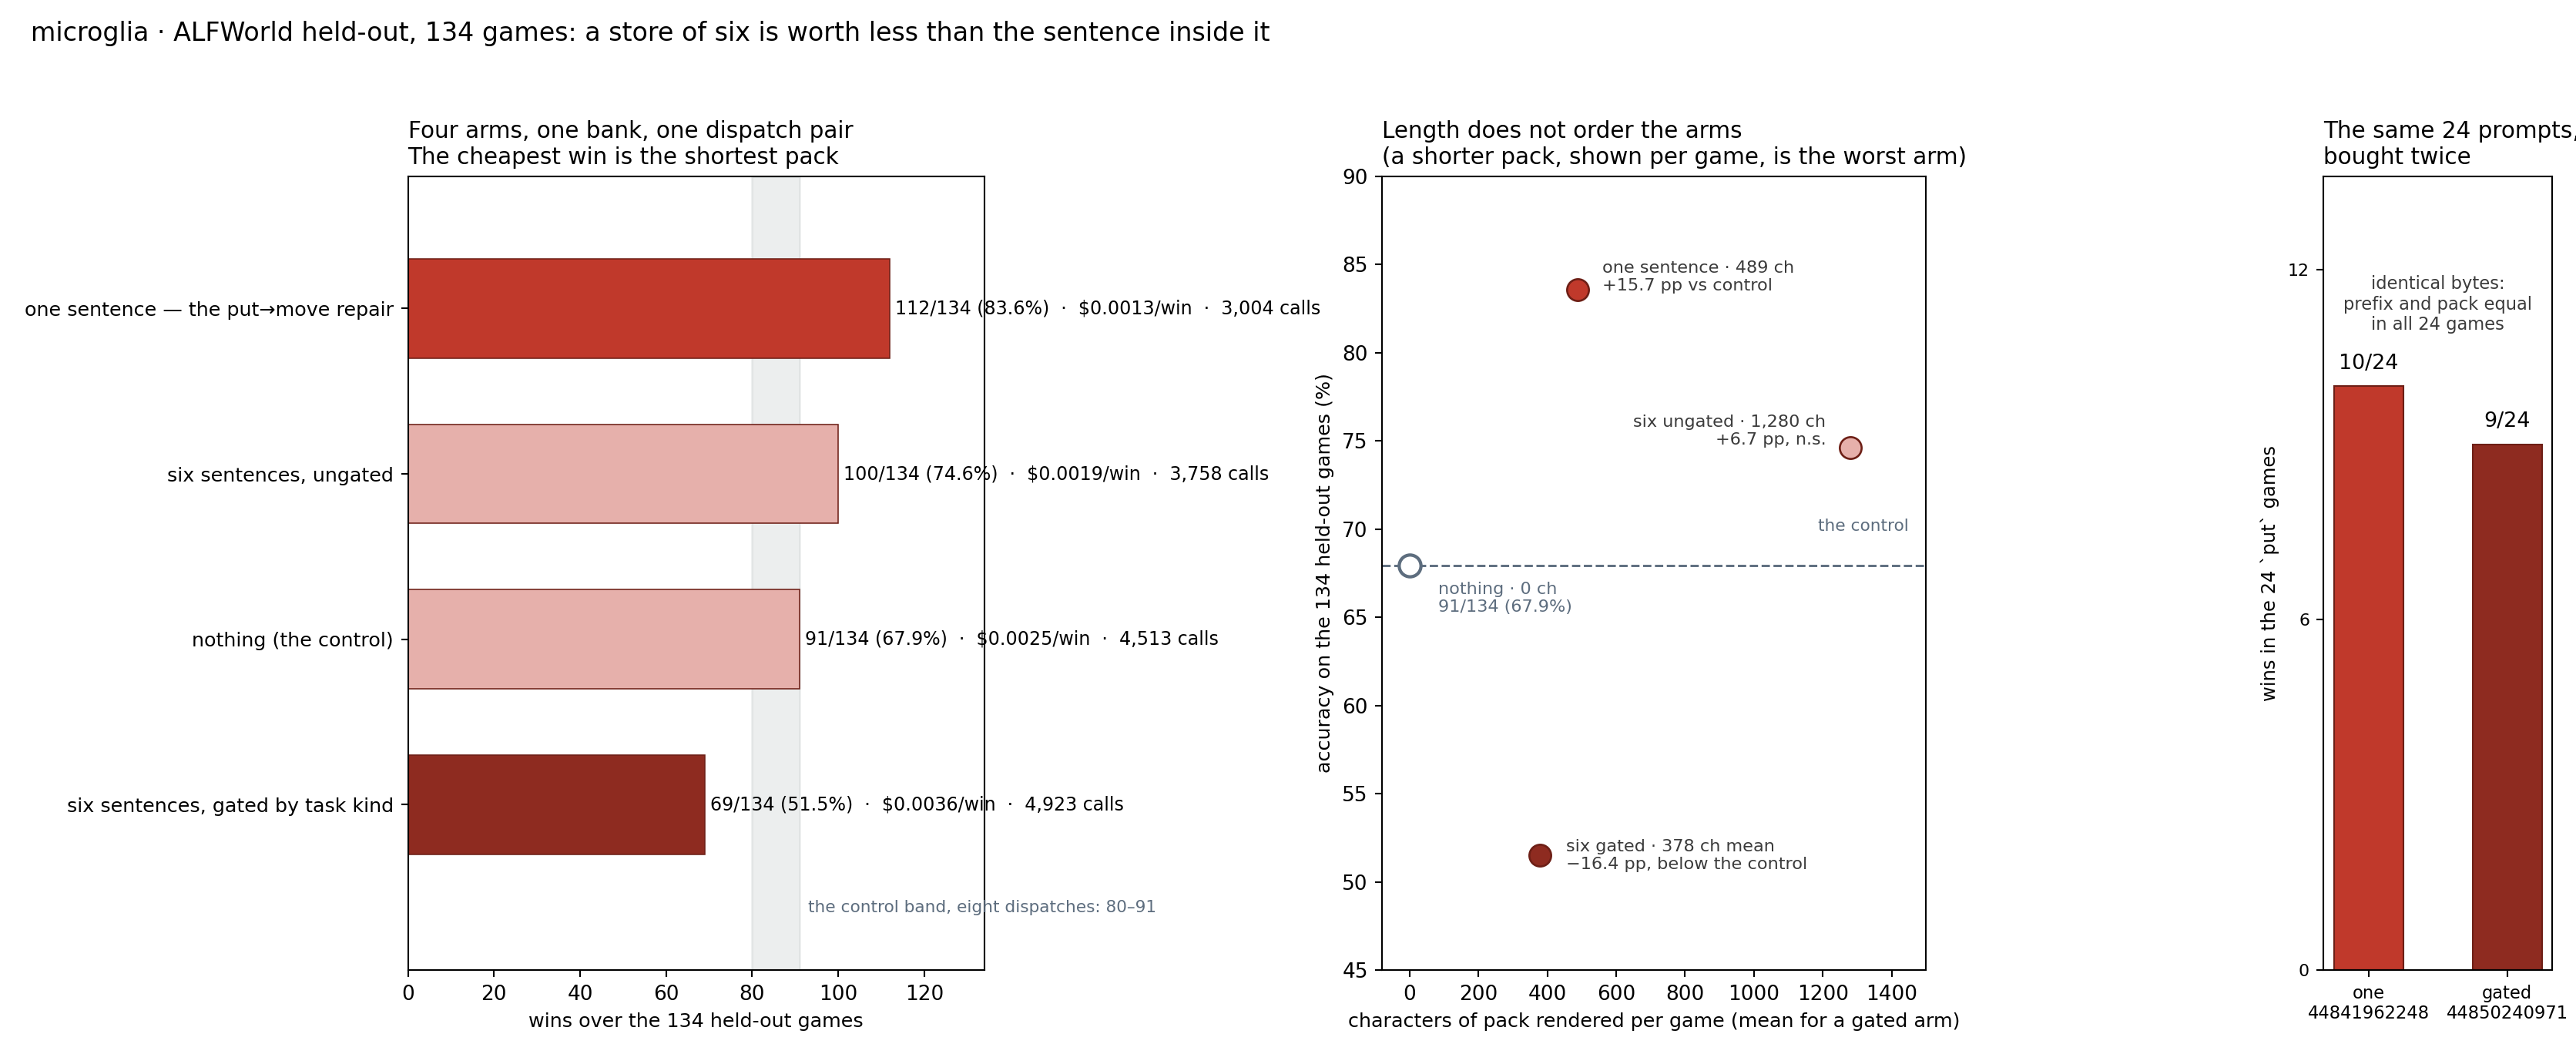 microglia · ALFWorld held-out, 134 games: a store of six is worth less than the sentence inside it
Four arms, one bank, one dispatch pair
The cheapest win is the shortest pack
one sentence — the put→move repair
112/134 (83.6%) · $0.0013/win · 3,004 calls
six sentences, ungated
100/134 (74.6%) · $0.0019/win · 3,758 calls
nothing (the control)
91/134 (67.9%) · $0.0025/win · 4,513 calls
six sentences, gated by task kind
69/134 (51.5%) · $0.0036/win · 4,923 calls
the control band, eight dispatches: 80–91
0 20 40 60 80 100 120
wins over the 134 held-out games
Length does not order the arms
(a shorter pack, shown per game, is the worst arm)
accuracy on the 134 held-out games (%)
90
85
80
75
70
65
60
55
50
45
one sentence · 489 ch
+15.7 pp vs control
six ungated · 1,280 ch
+6.7 pp, n.s.
the control
nothing · 0 ch
91/134 (67.9%)
six gated · 378 ch mean
−16.4 pp, below the control
0 200 400 600 800 1000 1200 1400
characters of pack rendered per game (mean for a gated arm)
The same 24 prompts,
bought twice
wins in the 24 `put` games
12
6
0
identical bytes:
prefix and pack equal
in all 24 games
10/24
9/24
one
44841962248
gated
44850240971